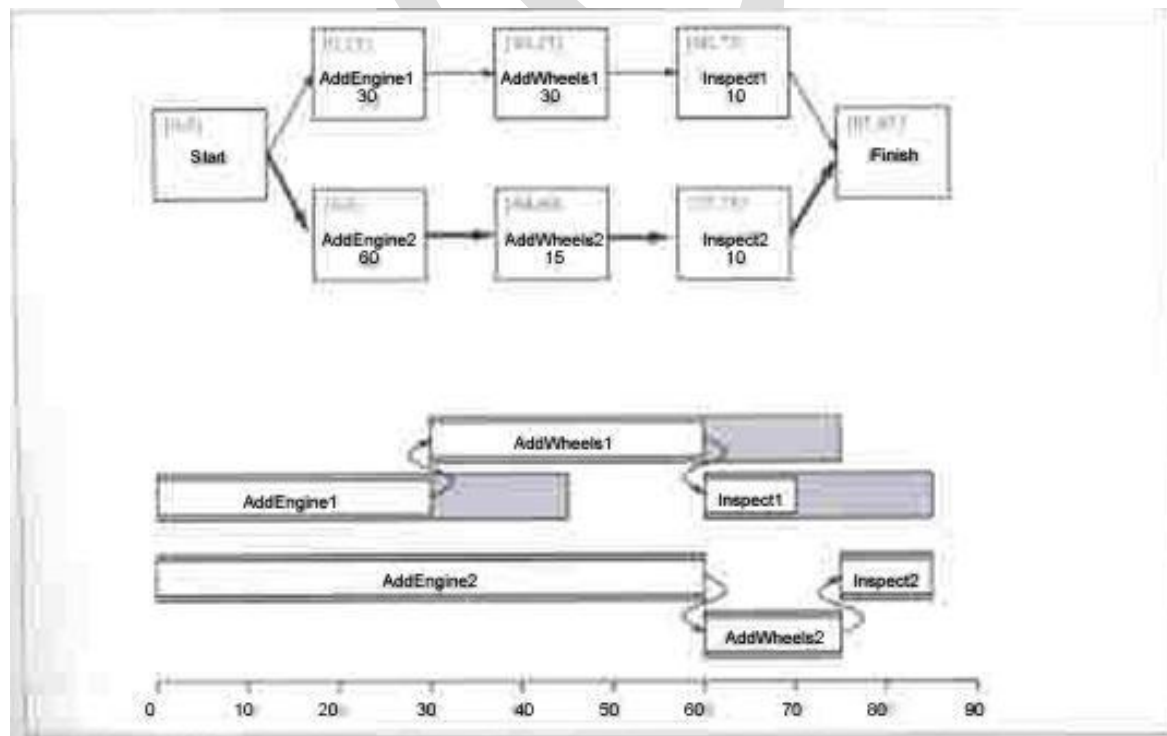 AddEngine1
30
AddWheels1
30
Inspect1
10
Start
Finish
AddEngine2
60
AddWheels2
15
Inspect2
10
AddWheels1
AddEngine1
Inspect1
AddEngine2
Inspect2
AddWheels2
0 10 20 30 40 50 60 70 80 90